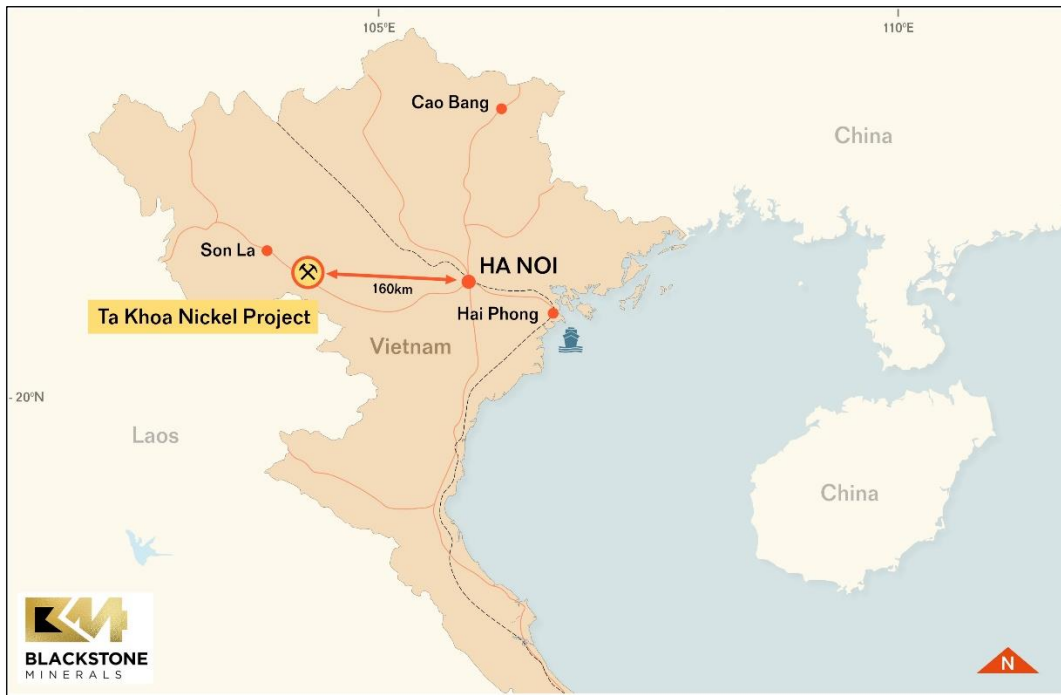 105°E
110°E
Cao Bang
China
Son La
HA NOI
160km
Ta Khoa Nickel Project
Hai Phong
Vietnam
20°N
Laos
China
BM
BLACKSTONE
MINERALS
N